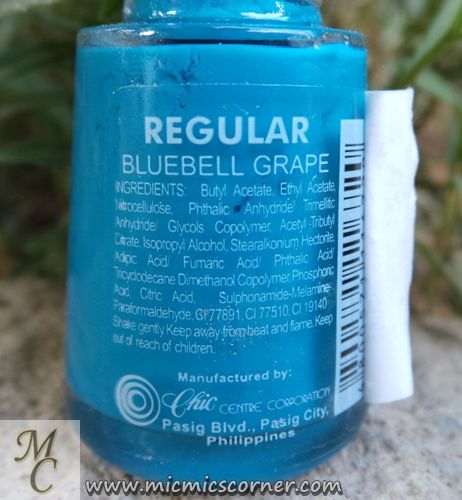 REGULAR
BLUEBELL GRAPE
INGREDIENTS: Butyl Acetate, Ethyl Acetate,
Nitrocellulose, Phthalic Anhydride/ Trimellitic
Anhydride/ Glycols Copolymer, Acetyl Tributyl
Citrate, Isopropyl Alcohol, Stearalkonium Hectorite,
Adipic Acid/ Fumaric Acid/ Phthalic Acid/
Tricyclodecane Dimethanol Copolymer, Phosphoric
Acid, Citric Acid, Sulphonamide-Melamine-
Paraformaldehyde, CI 77891, CI 77510, CI 19140
Shake gently. Keep away from heat and flame. Keep
out of reach of children.
Manufactured by:
Chic CENTRE CORPORATION
Pasig Blvd., Pasig City,
Philippines
MC www.micmicscorner.com